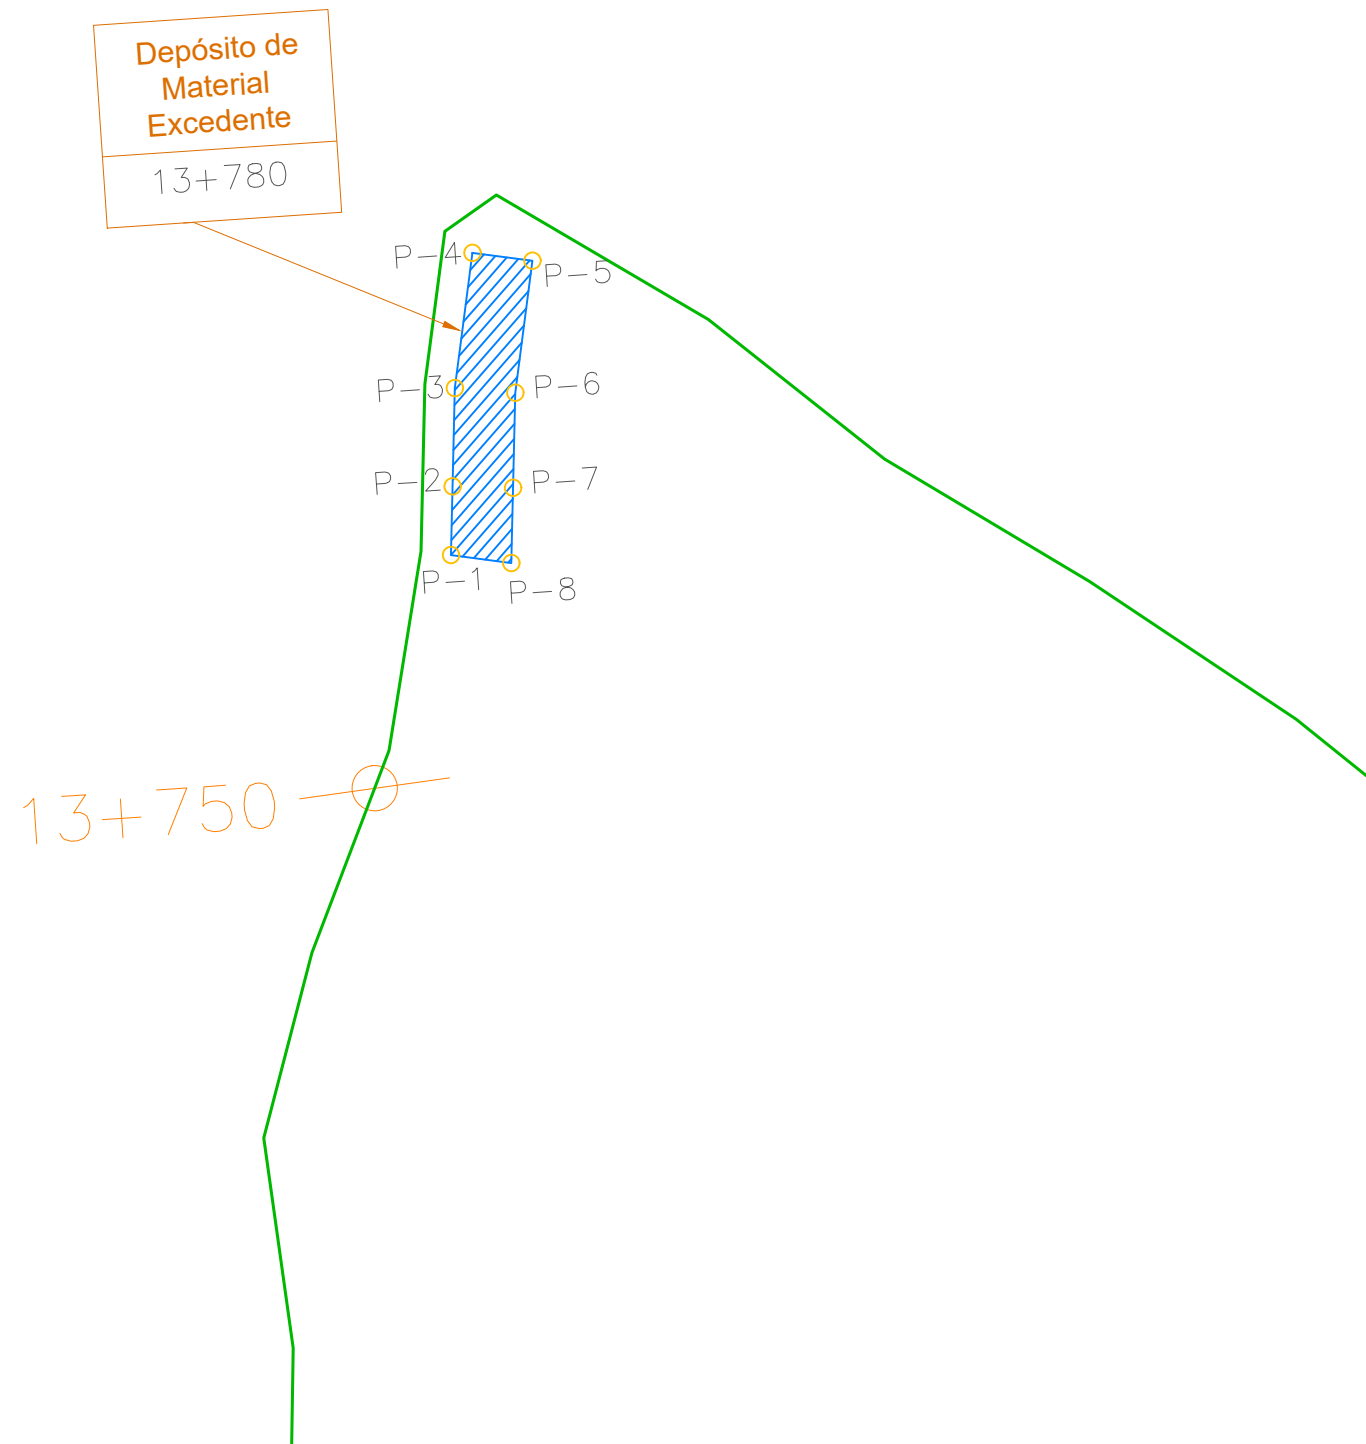 Depósito de
Material
Excedente
13+780
P-4
P-5
P-3
P-6
P-2
P-7
P-1
P-8
13+750